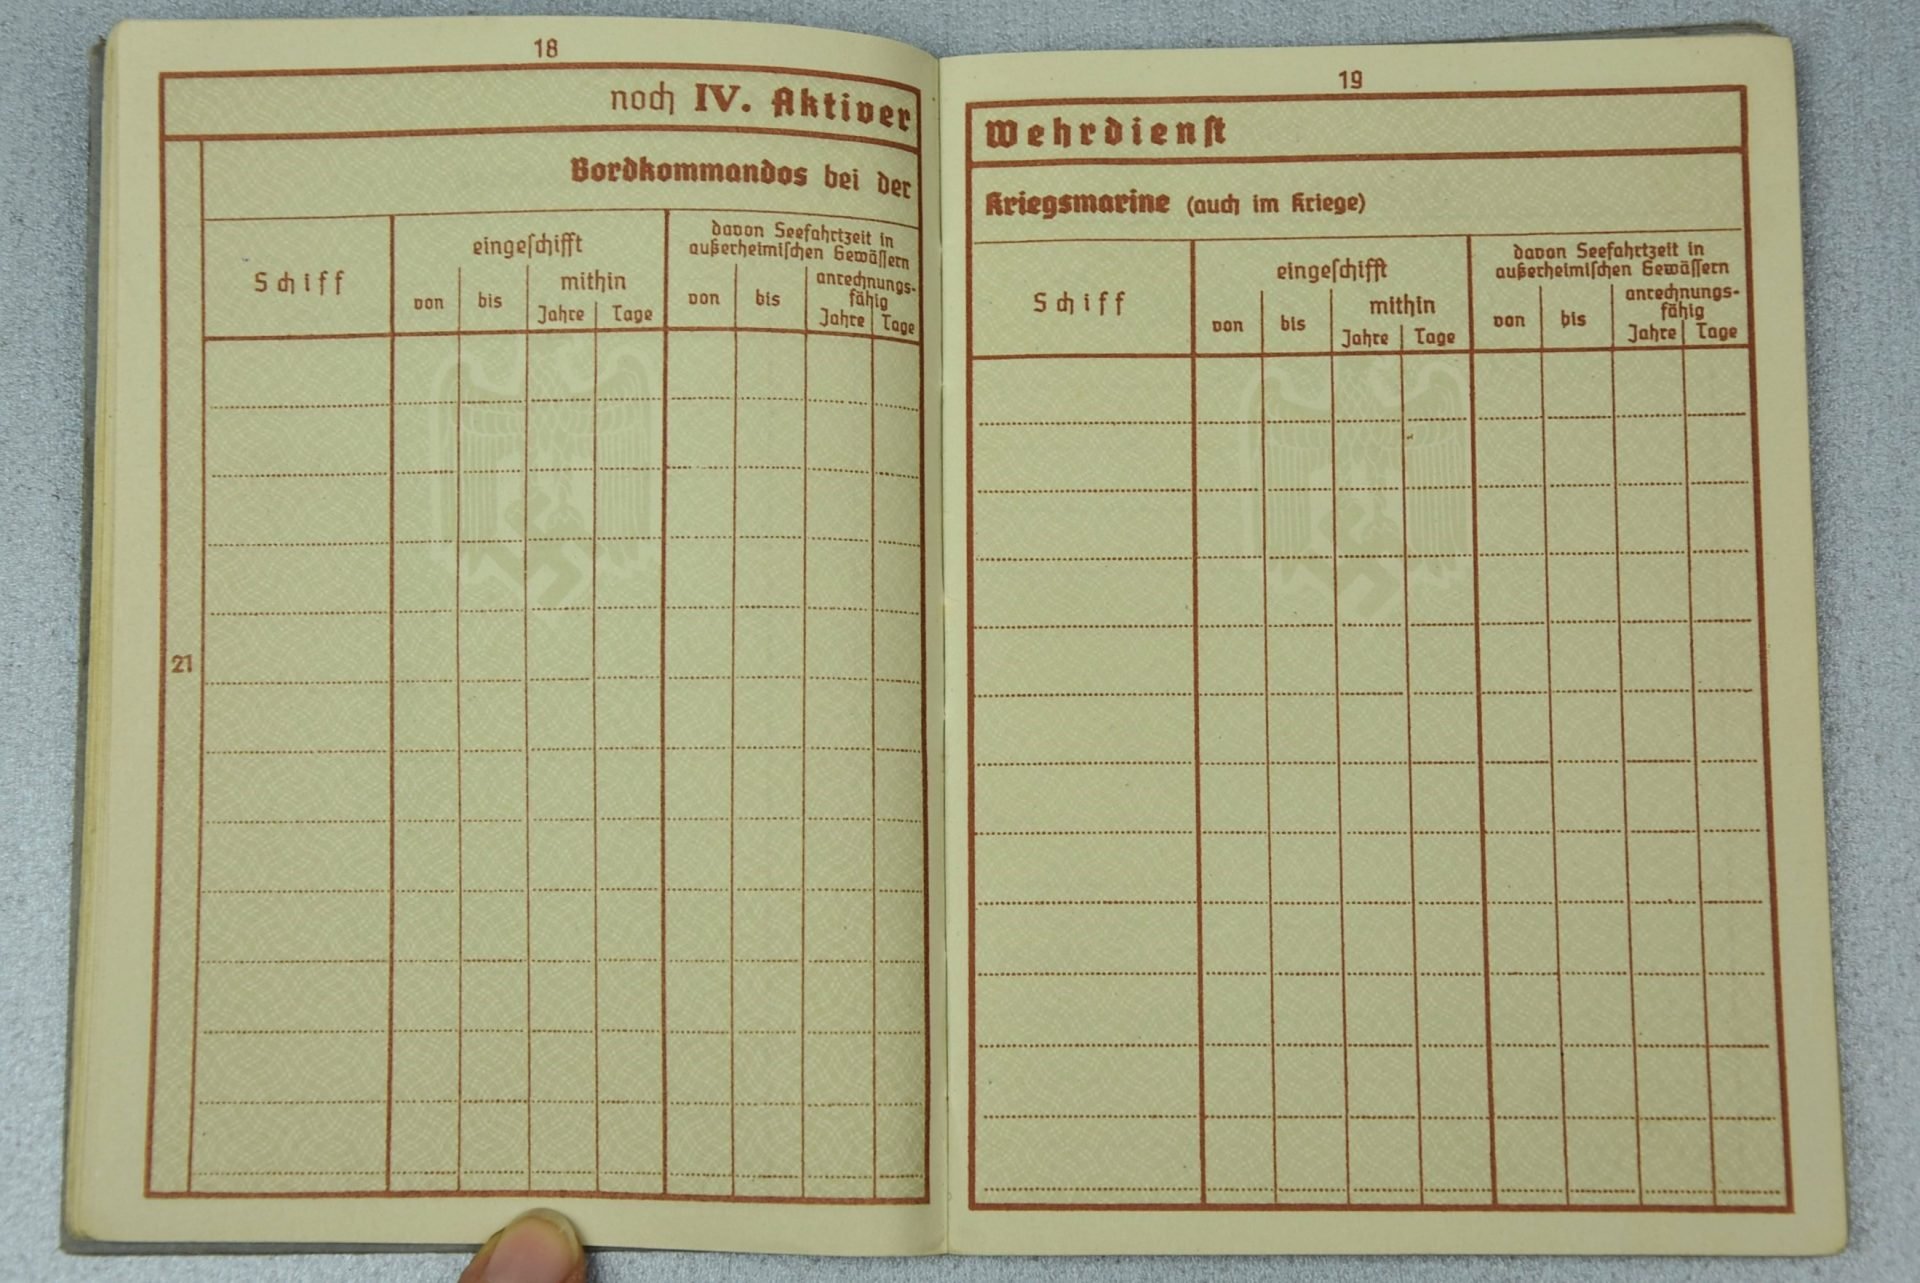 18
noch IV. Aktiver
Bordkommandos bei der
Schiff
eingeschifft
von
bis
mithin
Jahre
Tage
davon Seefahrtzeit in
außerheimischen Gewässern
von
bis
anrechnungs-
fähig
Jahre
Tage
21
19
Wehrdienst
Kriegsmarine (auch im Kriege)
Schiff
eingeschifft
von
bis
mithin
Jahre
Tage
davon Seefahrtzeit in
außerheimischen Gewässern
von
bis
anrechnungs-
fähig
Jahre
Tage